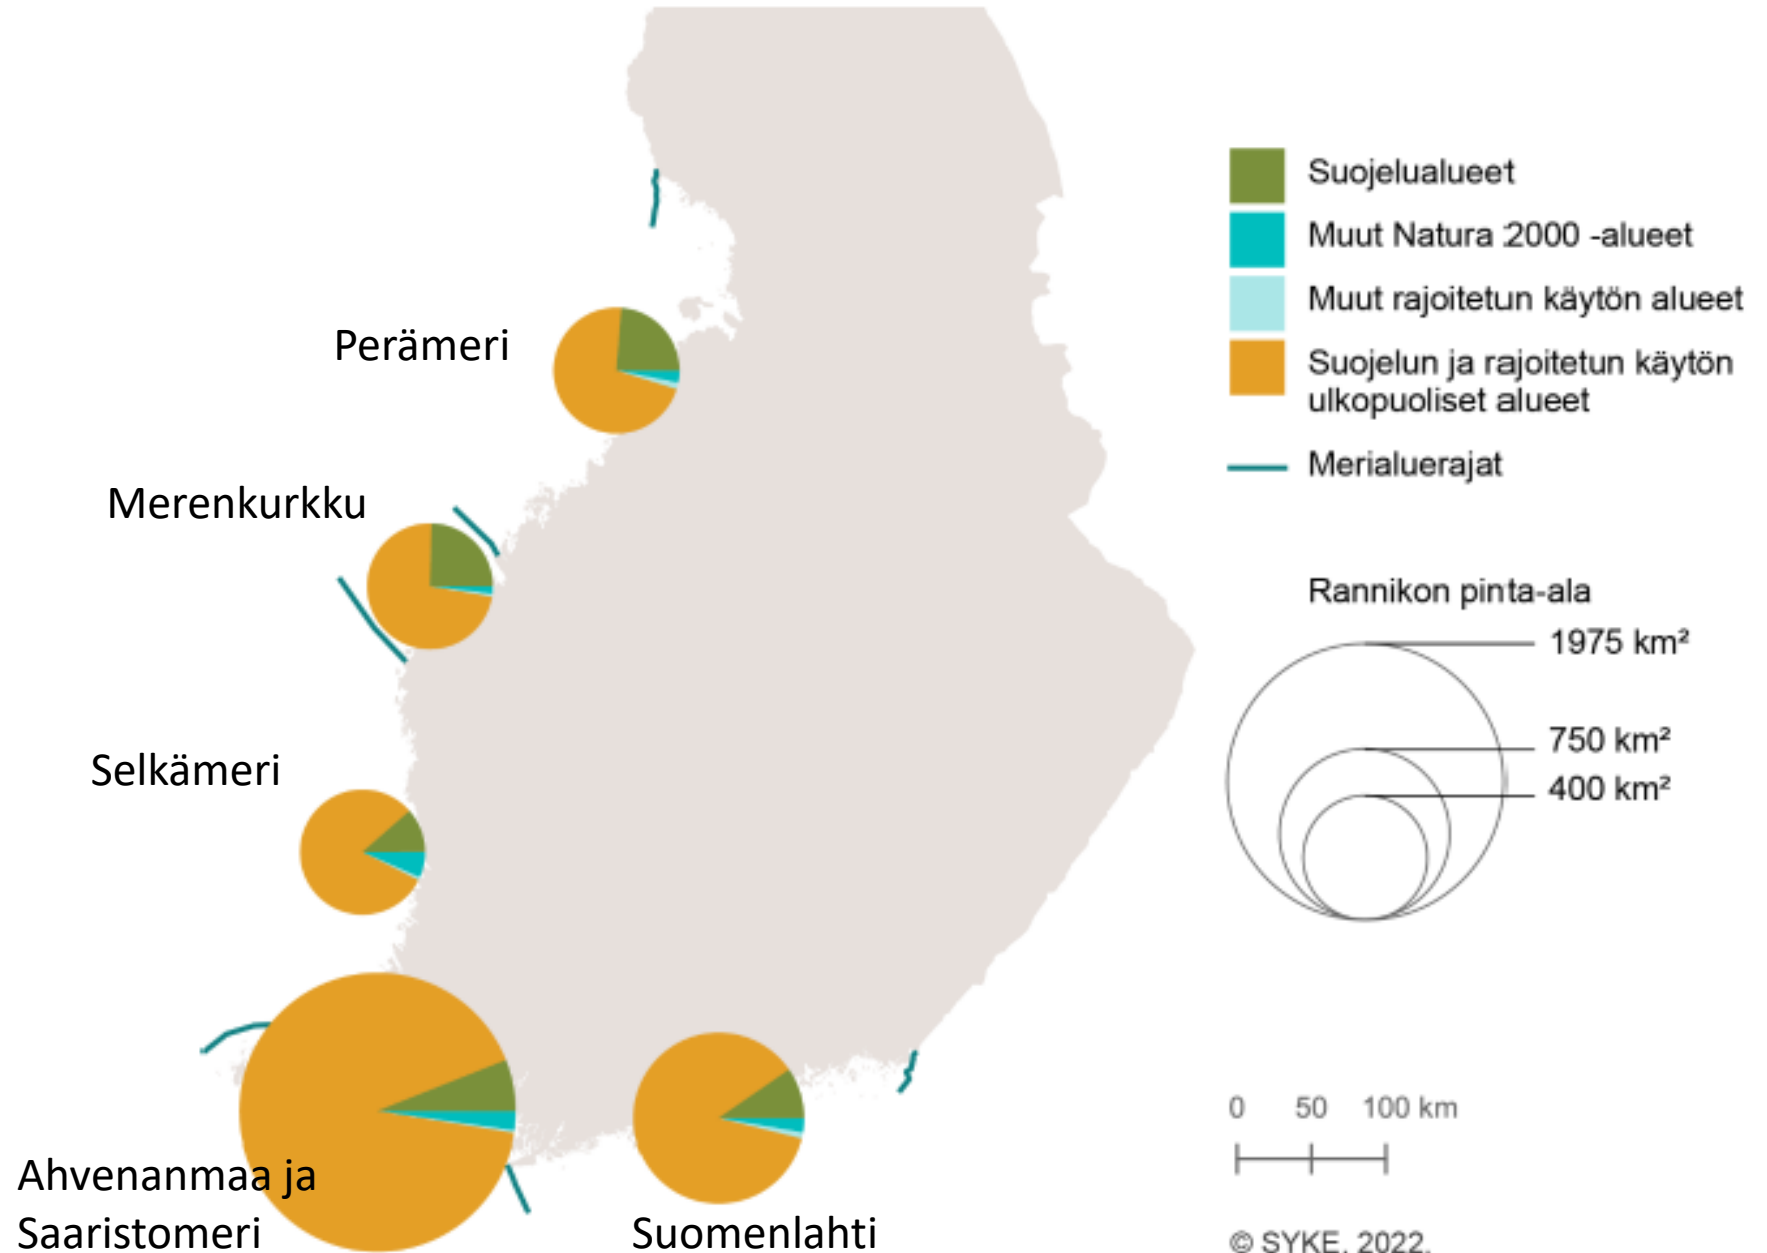 Perämeri
Merenkurkku
Selkämeri
Ahvenanmaa ja
Saaristomeri
Suomenlahti
Suojelualueet
Muut Natura 2000 -alueet
Muut rajoitetun käytön alueet
Suojelun ja rajoitetun käytön
ulkopuoliset alueet
Merialuerajat
Rannikon pinta-ala
1975 km²
750 km²
400 km²
0 50 100 km
© SYKE, 2022.